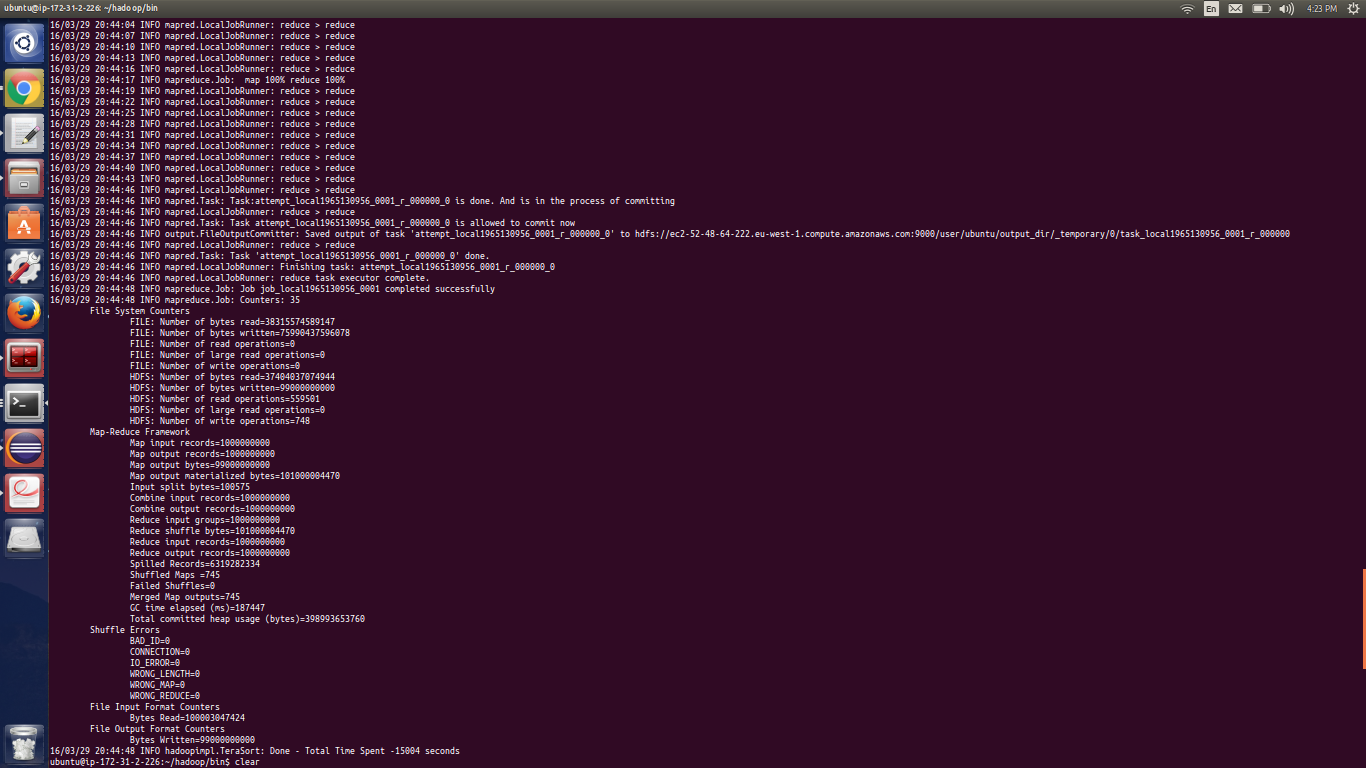 ubuntu@ip-172-31-2-226: ~/hadoop/bin
En
4:23 PM
16/03/29 20:44:04 INFO mapred.LocalJobRunner: reduce > reduce
16/03/29 20:44:07 INFO mapred.LocalJobRunner: reduce > reduce
16/03/29 20:44:10 INFO mapred.LocalJobRunner: reduce > reduce
16/03/29 20:44:13 INFO mapred.LocalJobRunner: reduce > reduce
16/03/29 20:44:16 INFO mapred.LocalJobRunner: reduce > reduce
16/03/29 20:44:17 INFO mapreduce.Job:  map 100% reduce 100%
16/03/29 20:44:19 INFO mapred.LocalJobRunner: reduce > reduce
16/03/29 20:44:22 INFO mapred.LocalJobRunner: reduce > reduce
16/03/29 20:44:25 INFO mapred.LocalJobRunner: reduce > reduce
16/03/29 20:44:28 INFO mapred.LocalJobRunner: reduce > reduce
16/03/29 20:44:31 INFO mapred.LocalJobRunner: reduce > reduce
16/03/29 20:44:34 INFO mapred.LocalJobRunner: reduce > reduce
16/03/29 20:44:37 INFO mapred.LocalJobRunner: reduce > reduce
16/03/29 20:44:40 INFO mapred.LocalJobRunner: reduce > reduce
16/03/29 20:44:43 INFO mapred.LocalJobRunner: reduce > reduce
16/03/29 20:44:46 INFO mapred.LocalJobRunner: reduce > reduce
16/03/29 20:44:46 INFO mapred.Task: Task:attempt_local1965130956_0001_r_000000_0 is done. And is in the process of committing
16/03/29 20:44:46 INFO mapred.LocalJobRunner: reduce > reduce
16/03/29 20:44:46 INFO mapred.Task: Task attempt_local1965130956_0001_r_000000_0 is allowed to commit now
16/03/29 20:44:46 INFO output.FileOutputCommitter: Saved output of task 'attempt_local1965130956_0001_r_000000_0' to hdfs://ec2-52-48-64-222.eu-west-1.compute.amazonaws.com:9000/user/ubuntu/output_dir/_temporary/0/task_local1965130956_0001_r_000000
16/03/29 20:44:46 INFO mapred.LocalJobRunner: reduce > reduce
16/03/29 20:44:46 INFO mapred.Task: Task 'attempt_local1965130956_0001_r_000000_0' done.
16/03/29 20:44:46 INFO mapred.LocalJobRunner: Finishing task: attempt_local1965130956_0001_r_000000_0
16/03/29 20:44:46 INFO mapred.LocalJobRunner: reduce task executor complete.
16/03/29 20:44:48 INFO mapreduce.Job: Job job_local1965130956_0001 completed successfully
16/03/29 20:44:48 INFO mapreduce.Job: Counters: 35
File System Counters
FILE: Number of bytes read=38315574589147
FILE: Number of bytes written=75990437596078
FILE: Number of read operations=0
FILE: Number of large read operations=0
FILE: Number of write operations=0
HDFS: Number of bytes read=37404037074944
HDFS: Number of bytes written=99000000000
HDFS: Number of read operations=559501
HDFS: Number of large read operations=0
HDFS: Number of write operations=748
Map-Reduce Framework
Map input records=1000000000
Map output records=1000000000
Map output bytes=99000000000
Map output materialized bytes=101000004470
Input split bytes=100575
Combine input records=1000000000
Combine output records=1000000000
Reduce input groups=1000000000
Reduce shuffle bytes=101000004470
Reduce input records=1000000000
Reduce output records=1000000000
Spilled Records=6319282334
Shuffled Maps =745
Failed Shuffles=0
Merged Map outputs=745
GC time elapsed (ms)=187447
Total committed heap usage (bytes)=398993653760
Shuffle Errors
BAD_ID=0
CONNECTION=0
IO_ERROR=0
WRONG_LENGTH=0
WRONG_MAP=0
WRONG_REDUCE=0
File Input Format Counters
Bytes Read=100003047424
File Output Format Counters
Bytes Written=99000000000
16/03/29 20:44:48 INFO hadoopimpl.TeraSort: Done - Total Time Spent -15004 seconds
ubuntu@ip-172-31-2-226:~/hadoop/bin$ clear